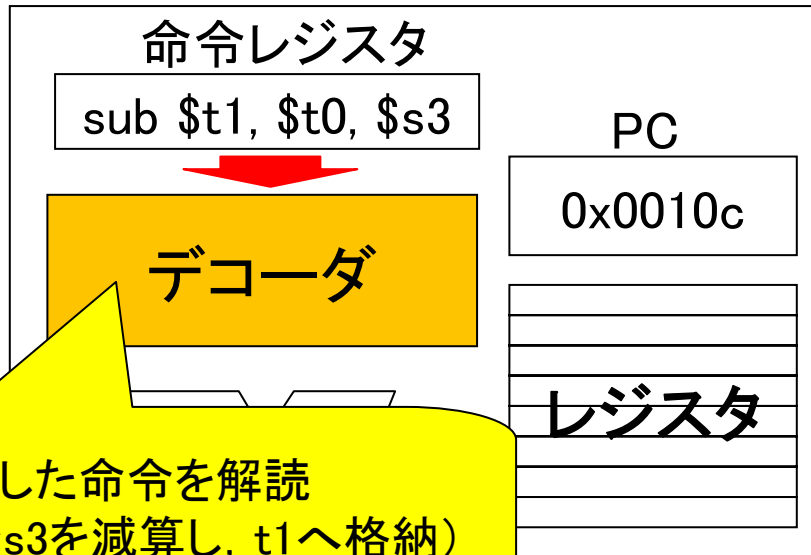 命令レジスタ
sub $t1, $t0, $s3
PC
0x0010c
デコーダ
レジスタ
した命令を解読
s3を減算し, t1へ格納）